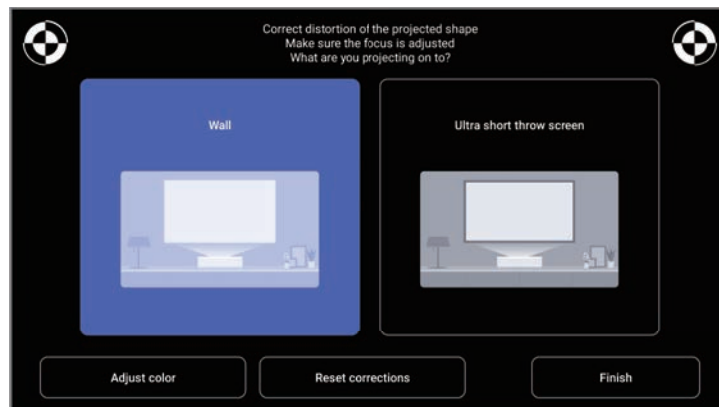 Correct distortion of the projected shape
Make sure the focus is adjusted
What are you projecting on to?
Wall
Ultra short throw screen
Adjust color
Reset corrections
Finish